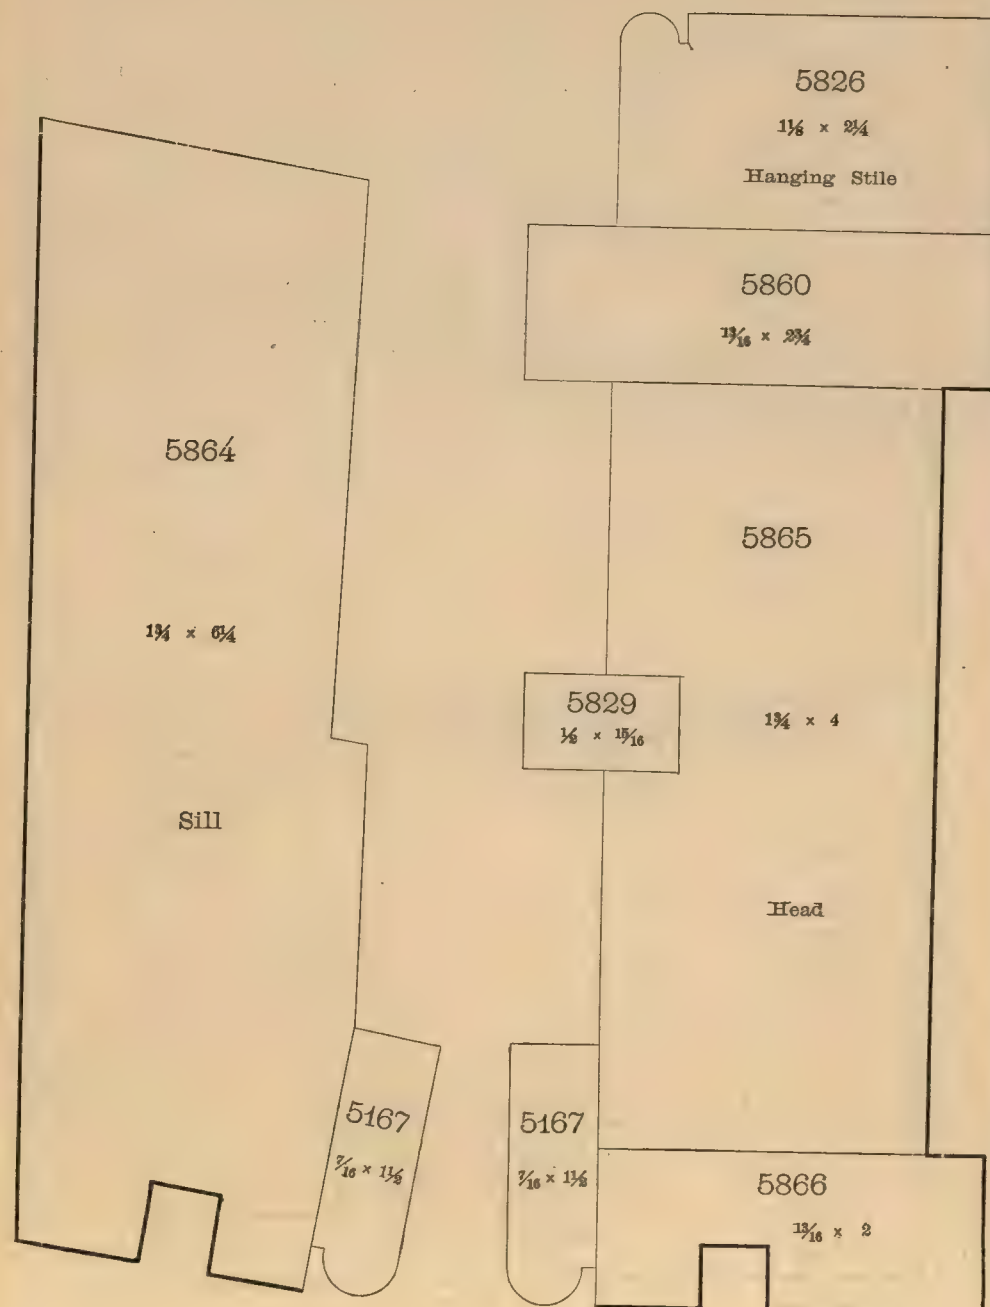 5826
1⅛ × 2¼
Hanging Stile
5860
13/16 × 2¾
5864
1¾ × 6¼
Sill
5865
1¾ × 4
Head
5829
½ × 15/16
5167
7/16 × 1½
5167
7/16 × 1½
5866
13/16 × 2